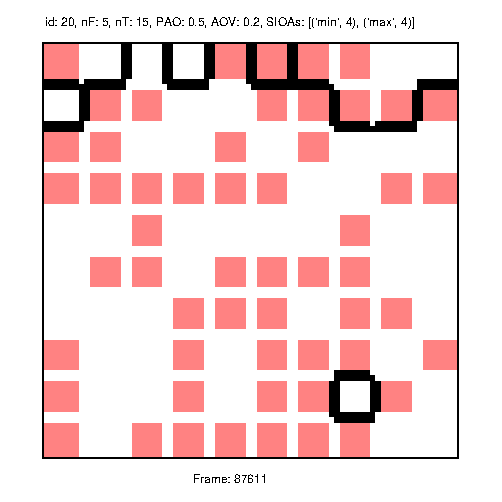 id: 20, nF: 5, nT: 15, PAO: 0.5, AOV: 0.2, SIOAs: [('min', 4), ('max', 4)]
Frame: 87611